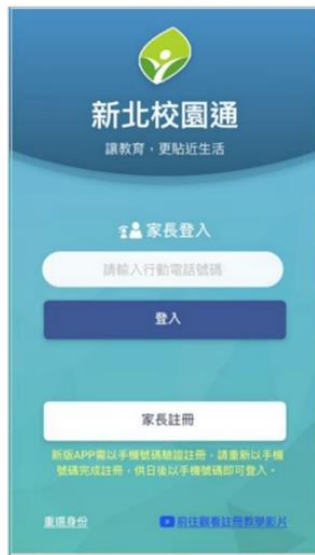 新北校園通
讓教育，更貼近生活
家長登入
請輸入行動電話號碼
登入
家長註冊
新版APP需以手機號碼驗證註冊，請重新以手機
號碼完成註冊，供日後以手機號碼即可登入。
重選身份
前往觀看註冊教學影片